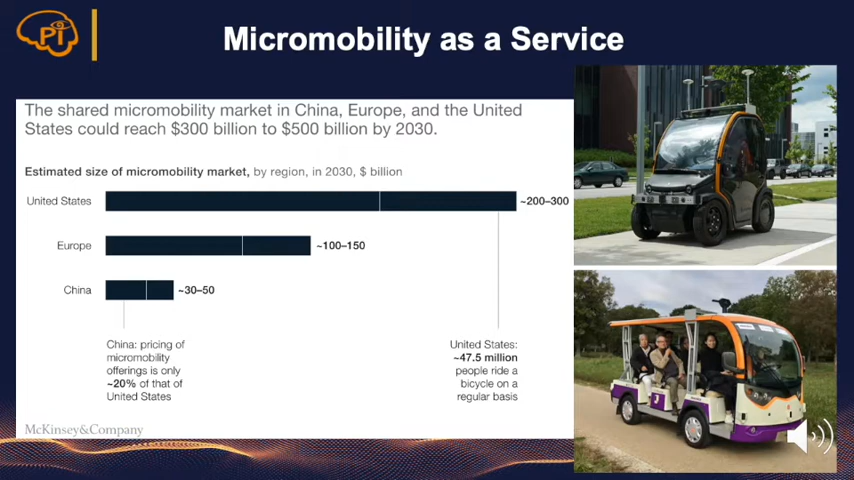 PI
Micromobility as a Service
The shared micromobility market in China, Europe, and the United
States could reach $300 billion to $500 billion by 2030.
Estimated size of micromobility market, by region, in 2030, $ billion
United States
~200–300
Europe
~100–150
China
~30–50
China: pricing of
micromobility
offerings is only
~20% of that of
United States
United States:
~47.5 million
people ride a
bicycle on a
regular basis
McKinsey&Company